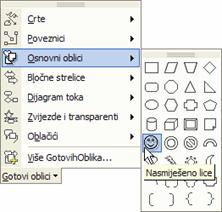 Crte
Poveznici
Osnovni oblici
Bločne strelice
Dijagram toka
Zvijezde i transparenti
Oblačići
Više GotovihOblika...
Gotovi oblici
Nasmiješeno lice